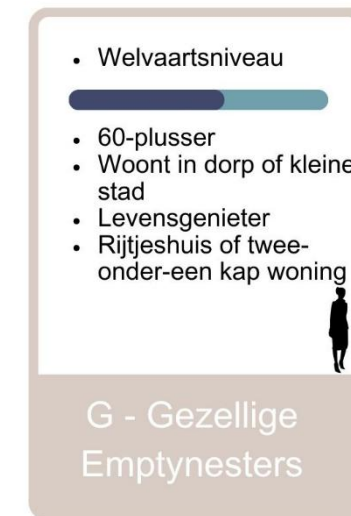 • Welvaartsniveau
• 60-plusser
• Woont in dorp of kleine
stad
• Levensgenieter
• Rijtjeshuis of twee-
onder-een kap woning
G - Gezellige
Emptynesters